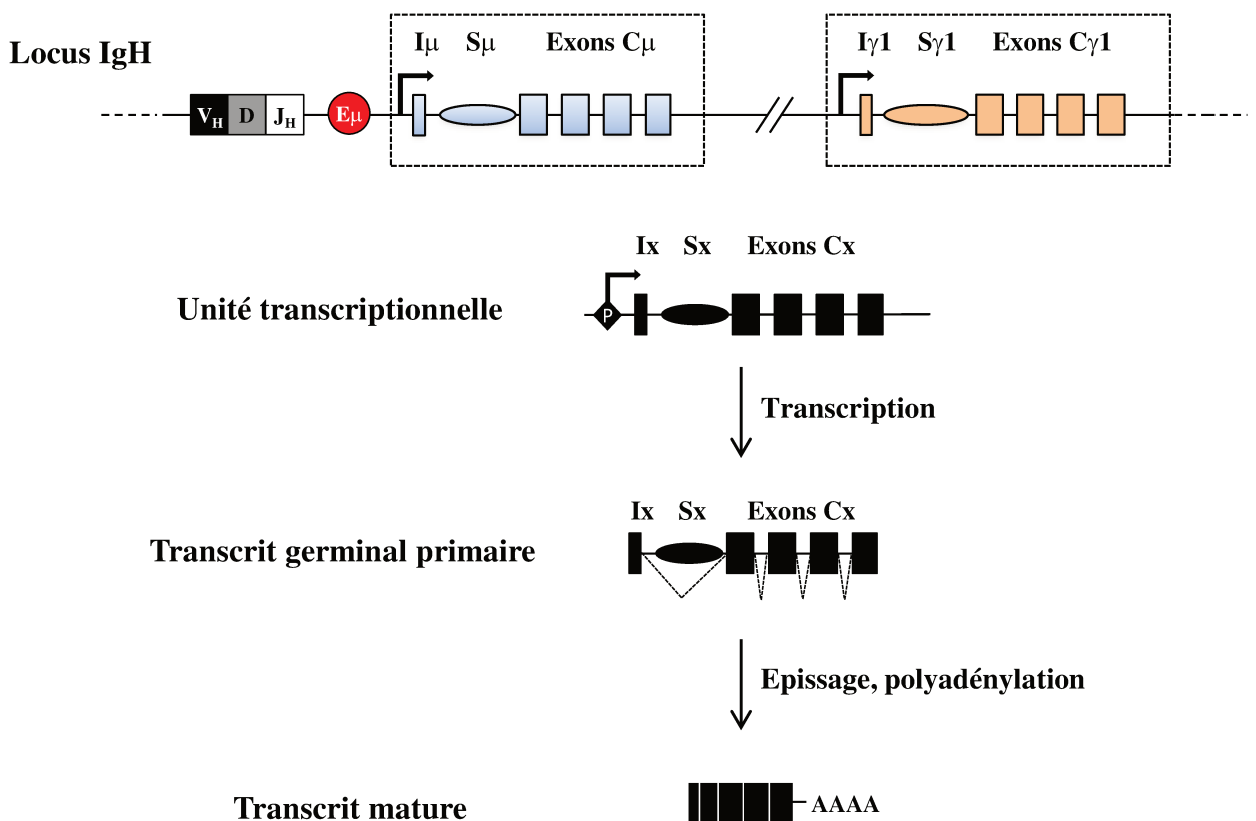 Iμ Sμ Exons Cμ Iγ1 Sγ1 Exons Cγ1
Locus IgH
VH D JH Eμ
Ix Sx Exons Cx
Unité transcriptionnelle
P
Transcription
Ix Sx Exons Cx
Transcrit germinal primaire
Epissage, polyadénylation
Transcrit mature
AAAA